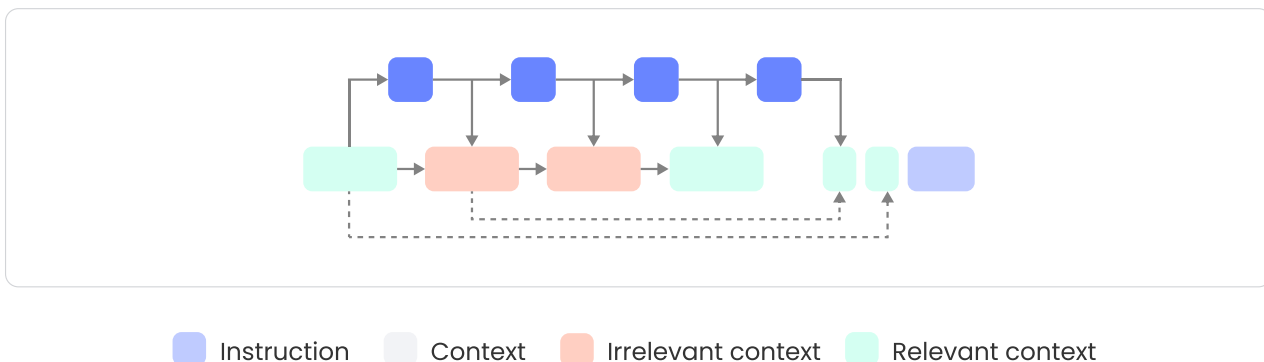 Instruction
Context
Irrelevant context
Relevant context